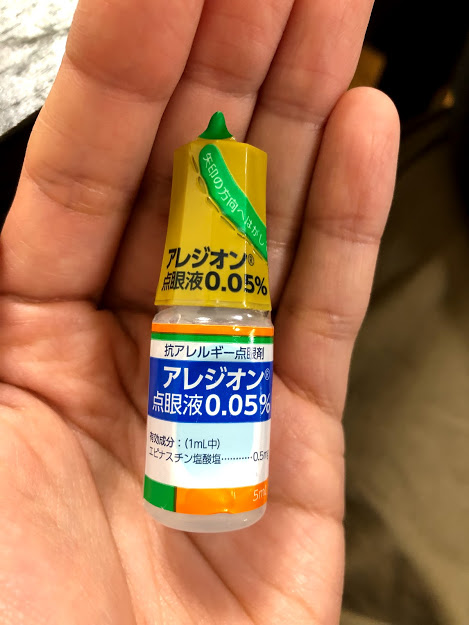 矢印の方向へはがし
アレジオン®
点眼液0.05%
抗アレルギー点眼剤
アレジオン®
点眼液0.05%
有効成分:(1mL中)
エピナスチン塩酸塩…………0.5mg
5mL